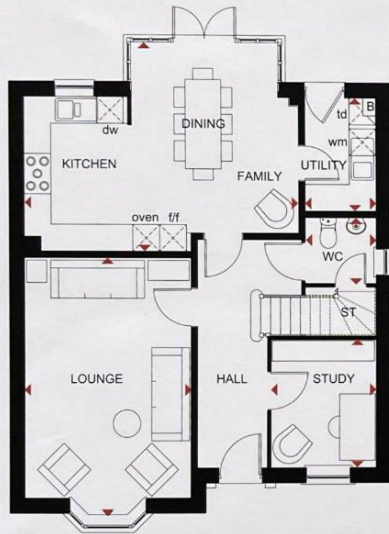 B
td
dw
DINING
wm
KITCHEN
UTILITY
FAMILY
oven f/f
WC
ST
LOUNGE
HALL
STUDY